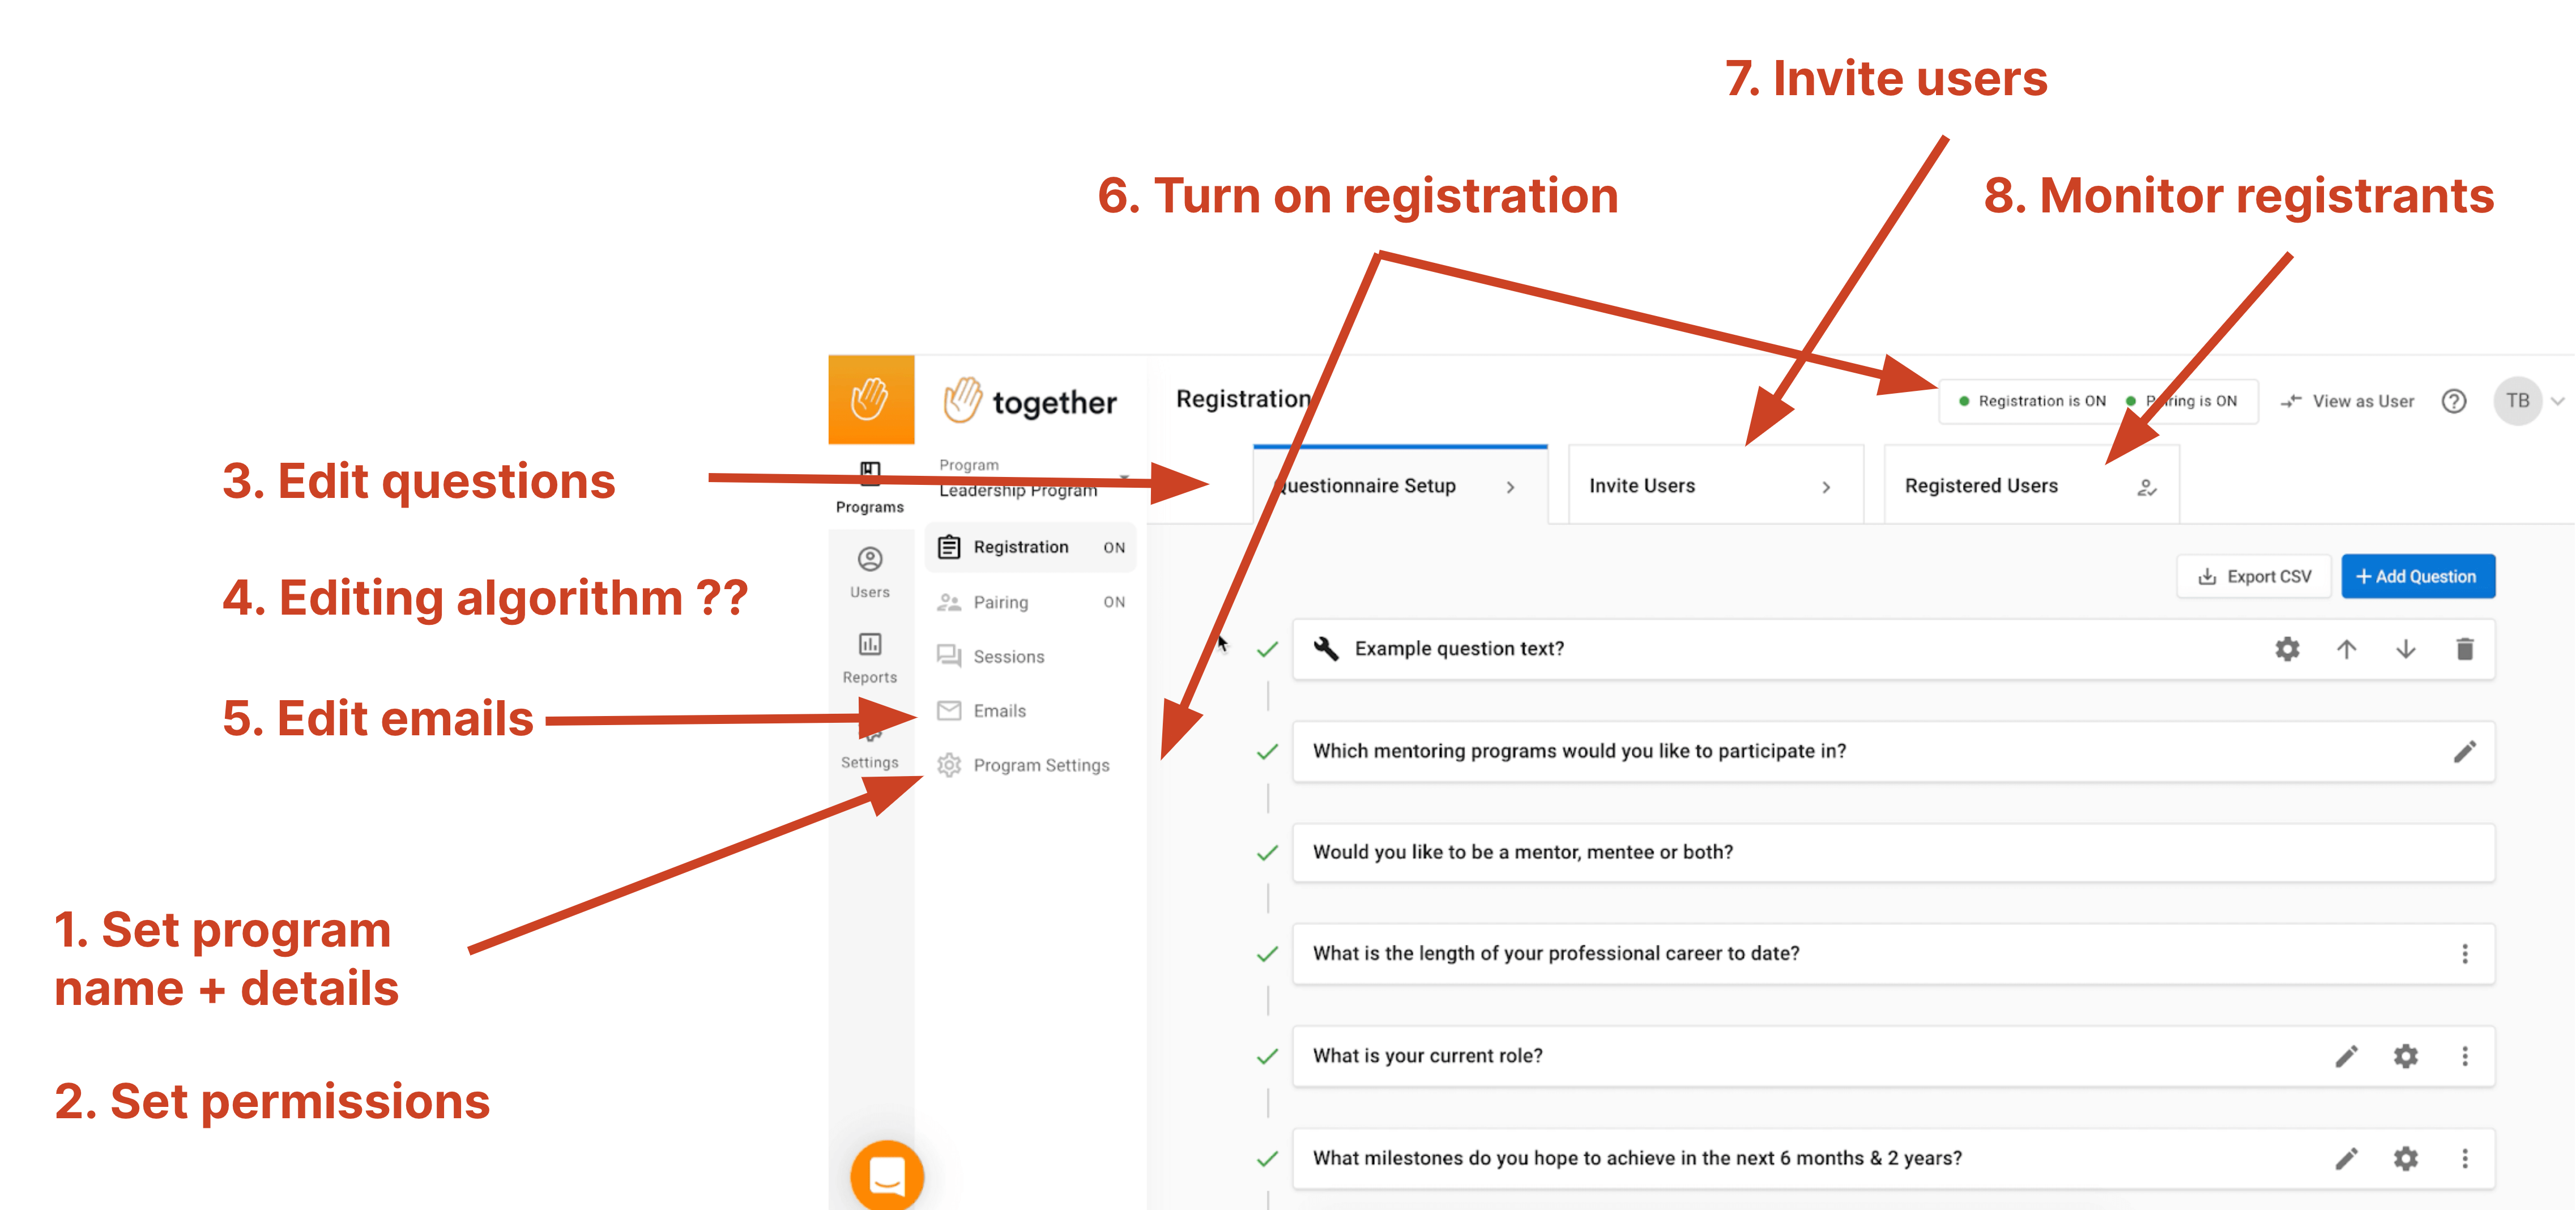 7. Invite users
6. Turn on registration
8. Monitor registrants
together
Registration
Registration is ON
Pairing is ON
View as User
TB
3. Edit questions
Program
Leadership Program
Programs
Questionnaire Setup
Invite Users
Registered Users
Registration ON
Users
Pairing ON
Export CSV
+ Add Question
4. Editing algorithm ??
Sessions
Reports
Example question text?
5. Edit emails
Emails
Settings
Program Settings
Which mentoring programs would you like to participate in?
Would you like to be a mentor, mentee or both?
1. Set program
name + details
What is the length of your professional career to date?
What is your current role?
2. Set permissions
What milestones do you hope to achieve in the next 6 months & 2 years?